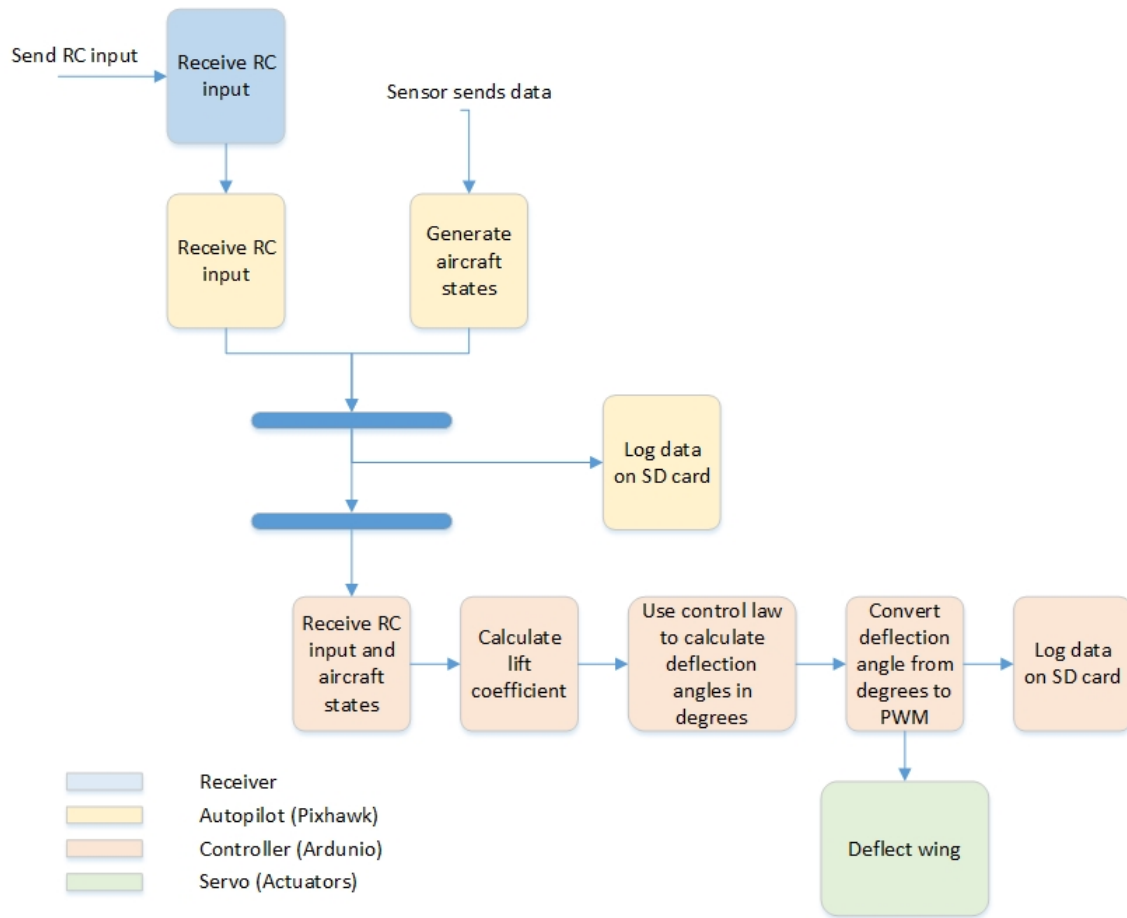 Send RC input
Receive RC
input
Sensor sends data
Receive RC
input
Generate
aircraft
states
Log data
on SD card
Receive RC
input and
aircraft
states
Calculate
lift
coefficient
Use control law
to calculate
deflection
angles in
degrees
Convert
deflection
angle from
degrees to
PWM
Log data
on SD card
Deflect wing
Receiver
Autopilot (Pixhawk)
Controller (Ardunio)
Servo (Actuators)